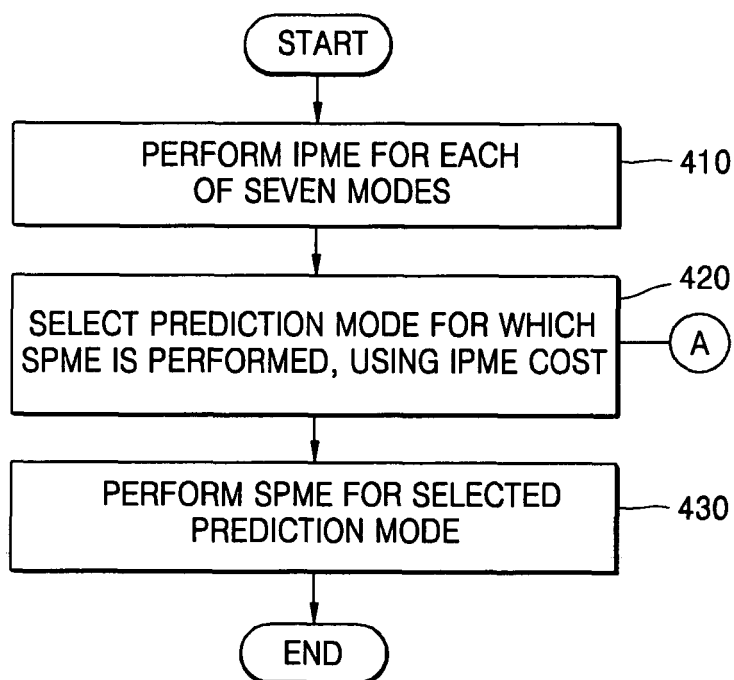 START
PERFORM IPME FOR EACH
OF SEVEN MODES
410
420
SELECT PREDICTION MODE FOR WHICH
SPME IS PERFORMED, USING IPME COST
A
PERFORM SPME FOR SELECTED
PREDICTION MODE
430
END